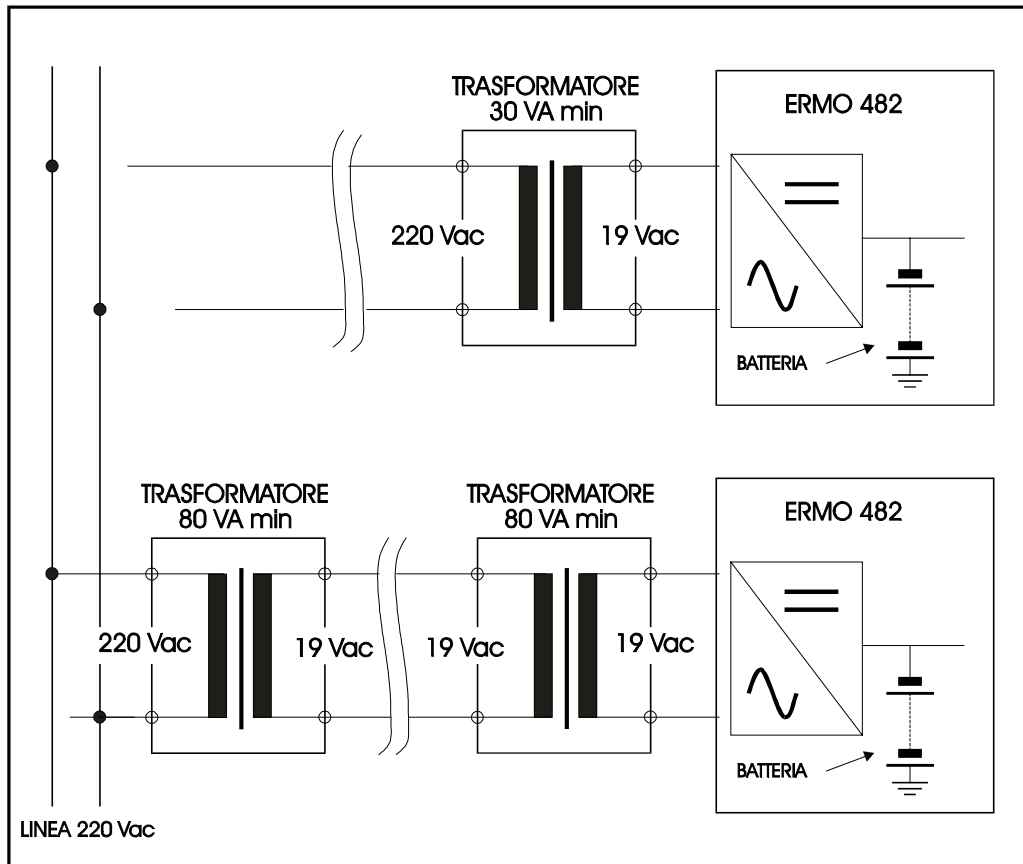 TRASFORMATORE
30 VA min
ERMO 482
220 Vac
19 Vac
BATTERIA
TRASFORMATORE
80 VA min
TRASFORMATORE
80 VA min
ERMO 482
220 Vac
19 Vac
19 Vac
19 Vac
BATTERIA
LINEA 220 Vac